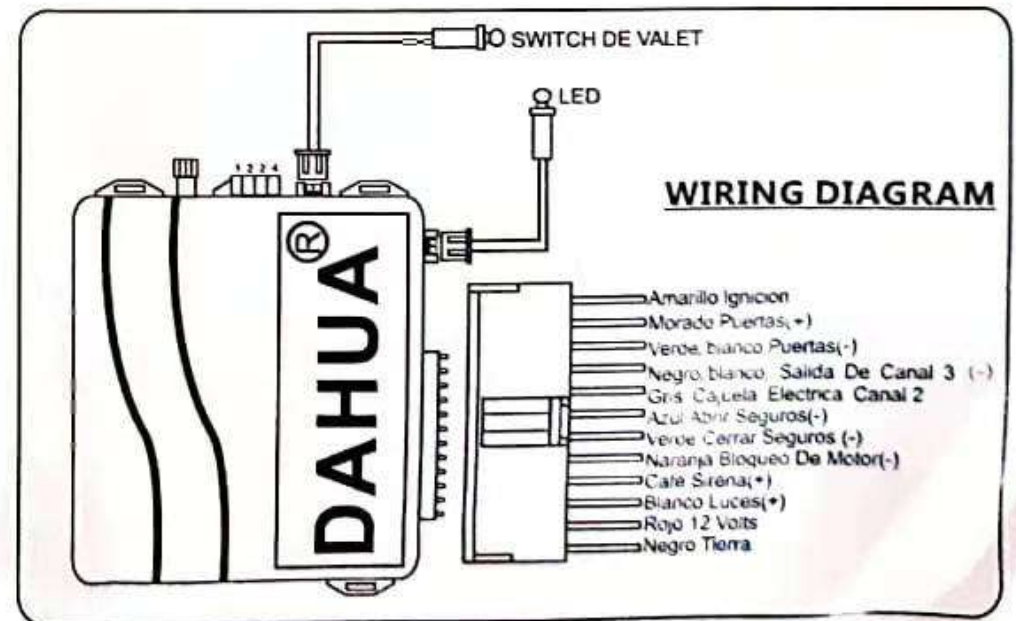 SWITCH DE VALET
LED
1 2 2 4
WIRING DIAGRAM
DAHUA®
Amarillo Ignicion
Morado Puertas(+)
Verde, blanco Puertas(-)
Negro, blanco, Salida De Canal 3 (-)
Gris Cajuela Electrica Canal 2
Azul Abrir Seguros(-)
Verde Cerrar Seguros (-)
Naranja Bloqueo De Motor(-)
Cafe Sirena(+)
Blanco Luces(+)
Rojo 12 Volts
Negro Tierra